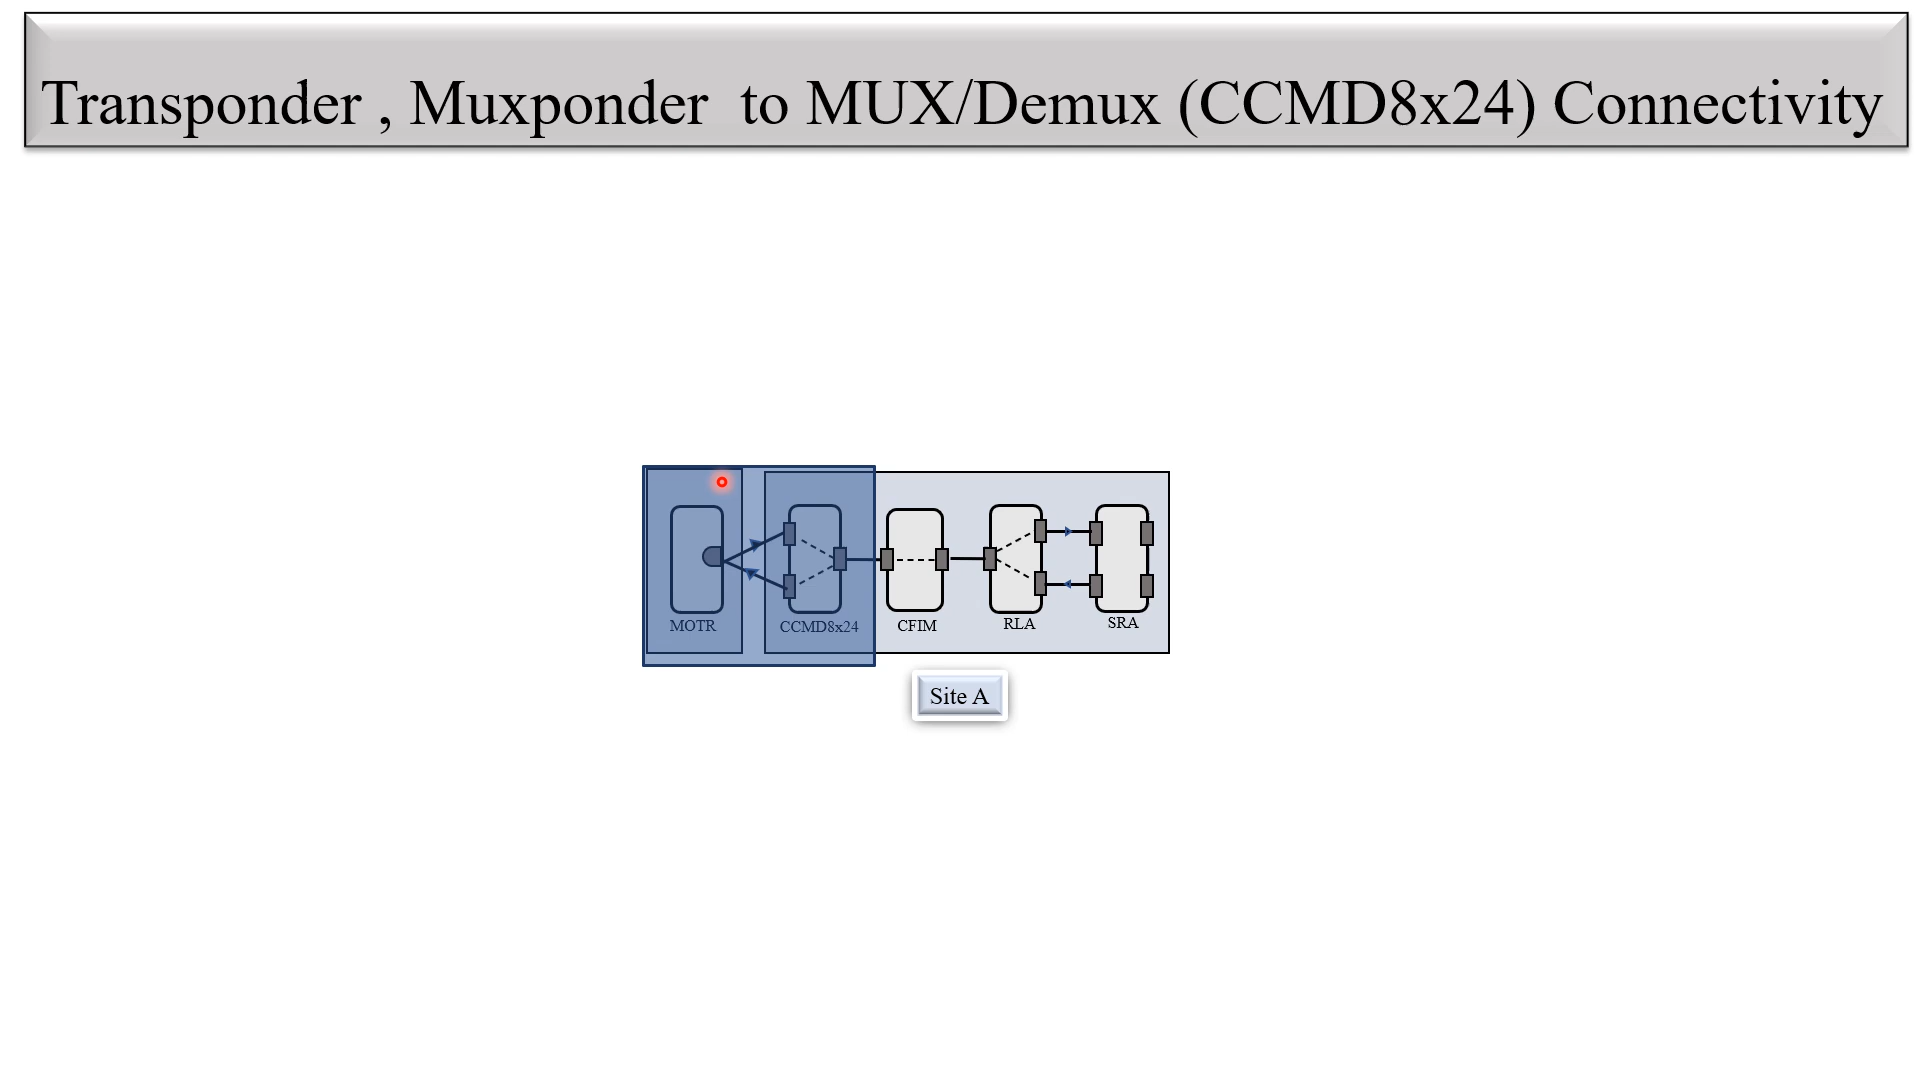 Transponder , Muxponder to MUX/Demux (CCMD8x24) Connectivity
MOTR
CCMD8x24
CFIM
RLA
SRA
Site A